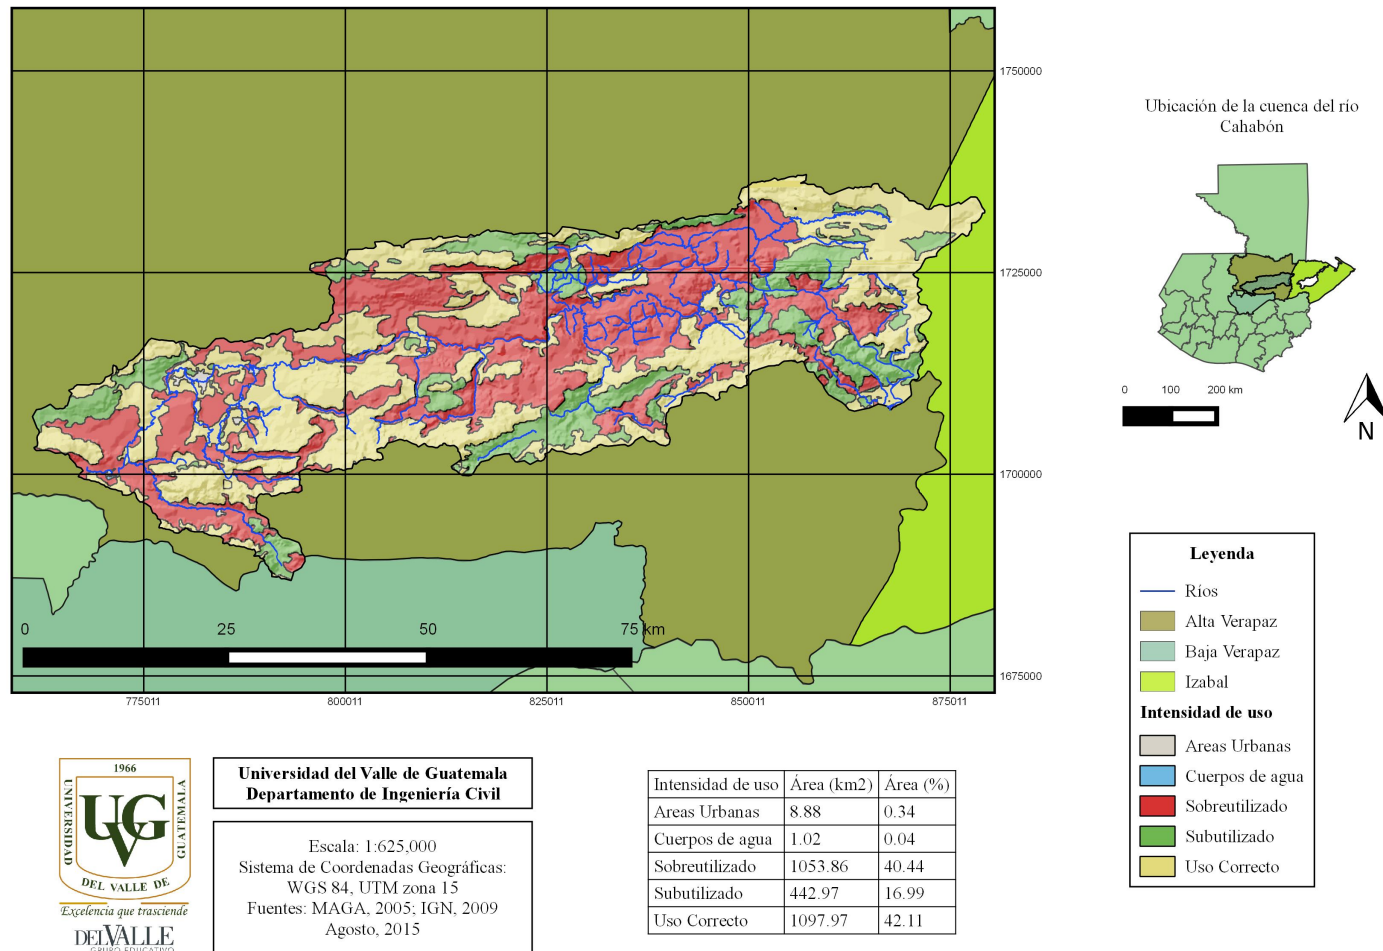 1750000
1725000
1700000
1675000
0 25 50 75 km
775011 800011 825011 850011 875011
Ubicación de la cuenca del río
Cahabón
0 100 200 km
N
Leyenda
Ríos
Alta Verapaz
Baja Verapaz
Izabal
Intensidad de uso
Areas Urbanas
Cuerpos de agua
Sobreutilizado
Subutilizado
Uso Correcto
1966
UNIVERSIDAD
UVG
GUATEMALA
DEL VALLE DE
Excelencia que trasciende
DELVALLE
GRUPO EDUCATIVO
Universidad del Valle de Guatemala
Departamento de Ingeniería Civil
Escala: 1:625,000
Sistema de Coordenadas Geográficas:
WGS 84, UTM zona 15
Fuentes: MAGA, 2005; IGN, 2009
Agosto, 2015
Intensidad de uso Área (km2) Área (%)
Areas Urbanas 8.88 0.34
Cuerpos de agua 1.02 0.04
Sobreutilizado 1053.86 40.44
Subutilizado 442.97 16.99
Uso Correcto 1097.97 42.11